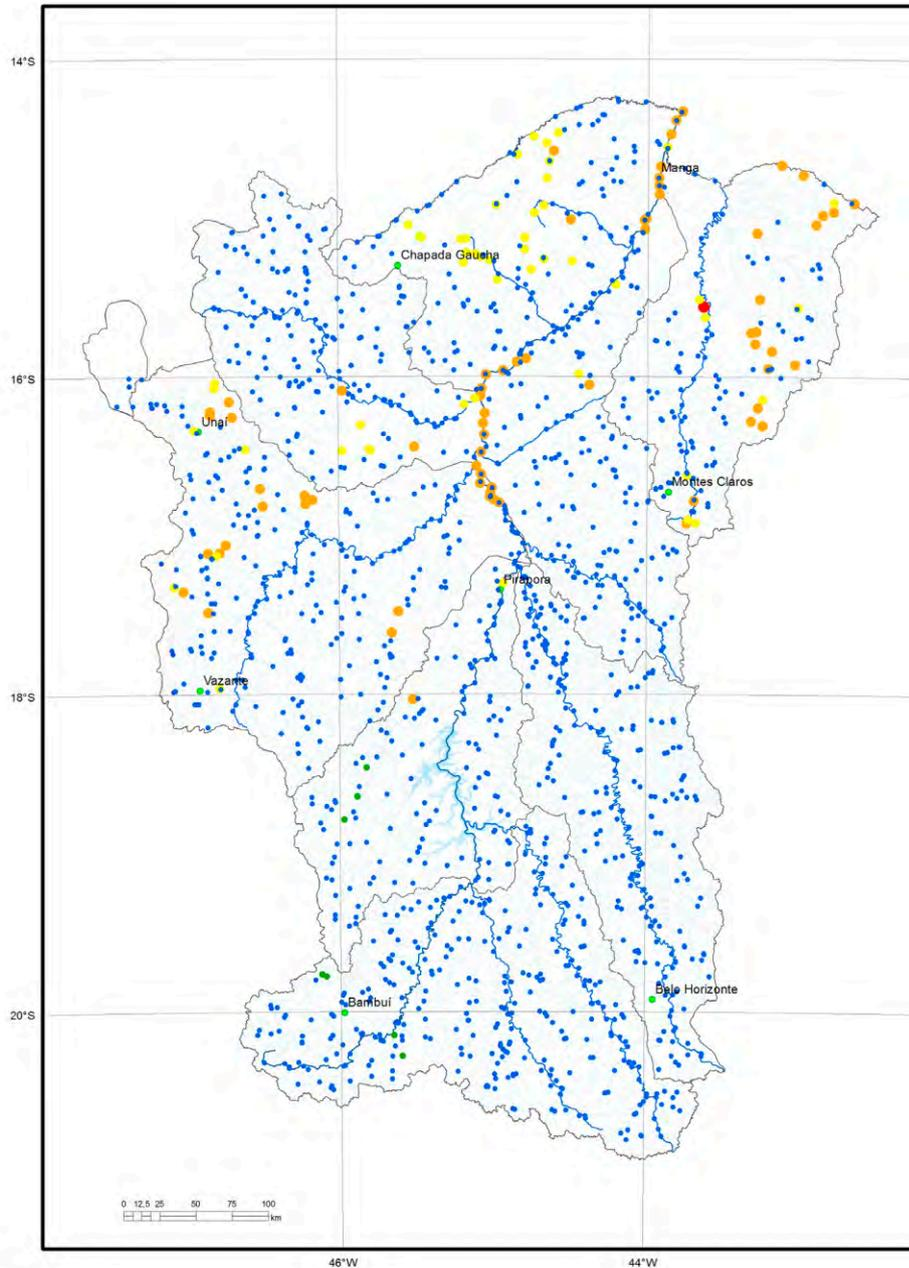 14°S
Manga
Chapada Gaucha
16°S
Unaí
Montes Claros
Pirapora
Vazante
18°S
Belo Horizonte
Bambuí
20°S
0 12,5 25 50 75 100
km
46°W 44°W